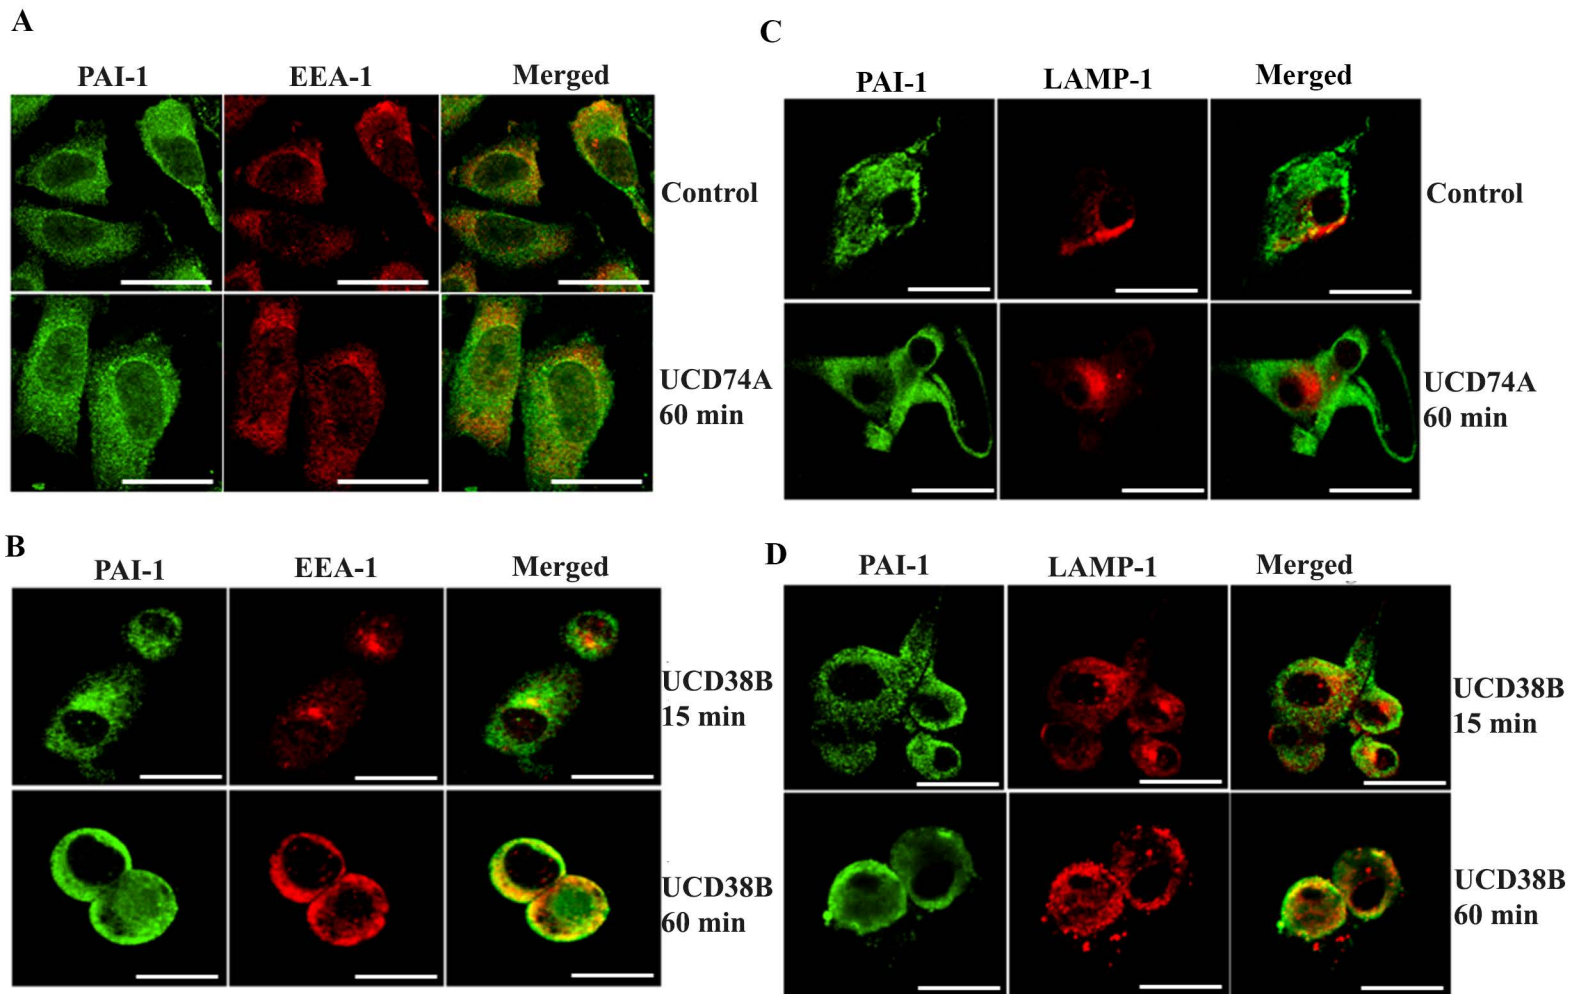 A
PAI-1 EEA-1 Merged
Control
UCD74A
60 min
C
PAI-1 LAMP-1 Merged
Control
UCD74A
60 min
B
PAI-1 EEA-1 Merged
UCD38B
15 min
UCD38B
60 min
D
PAI-1 LAMP-1 Merged
UCD38B
15 min
UCD38B
60 min